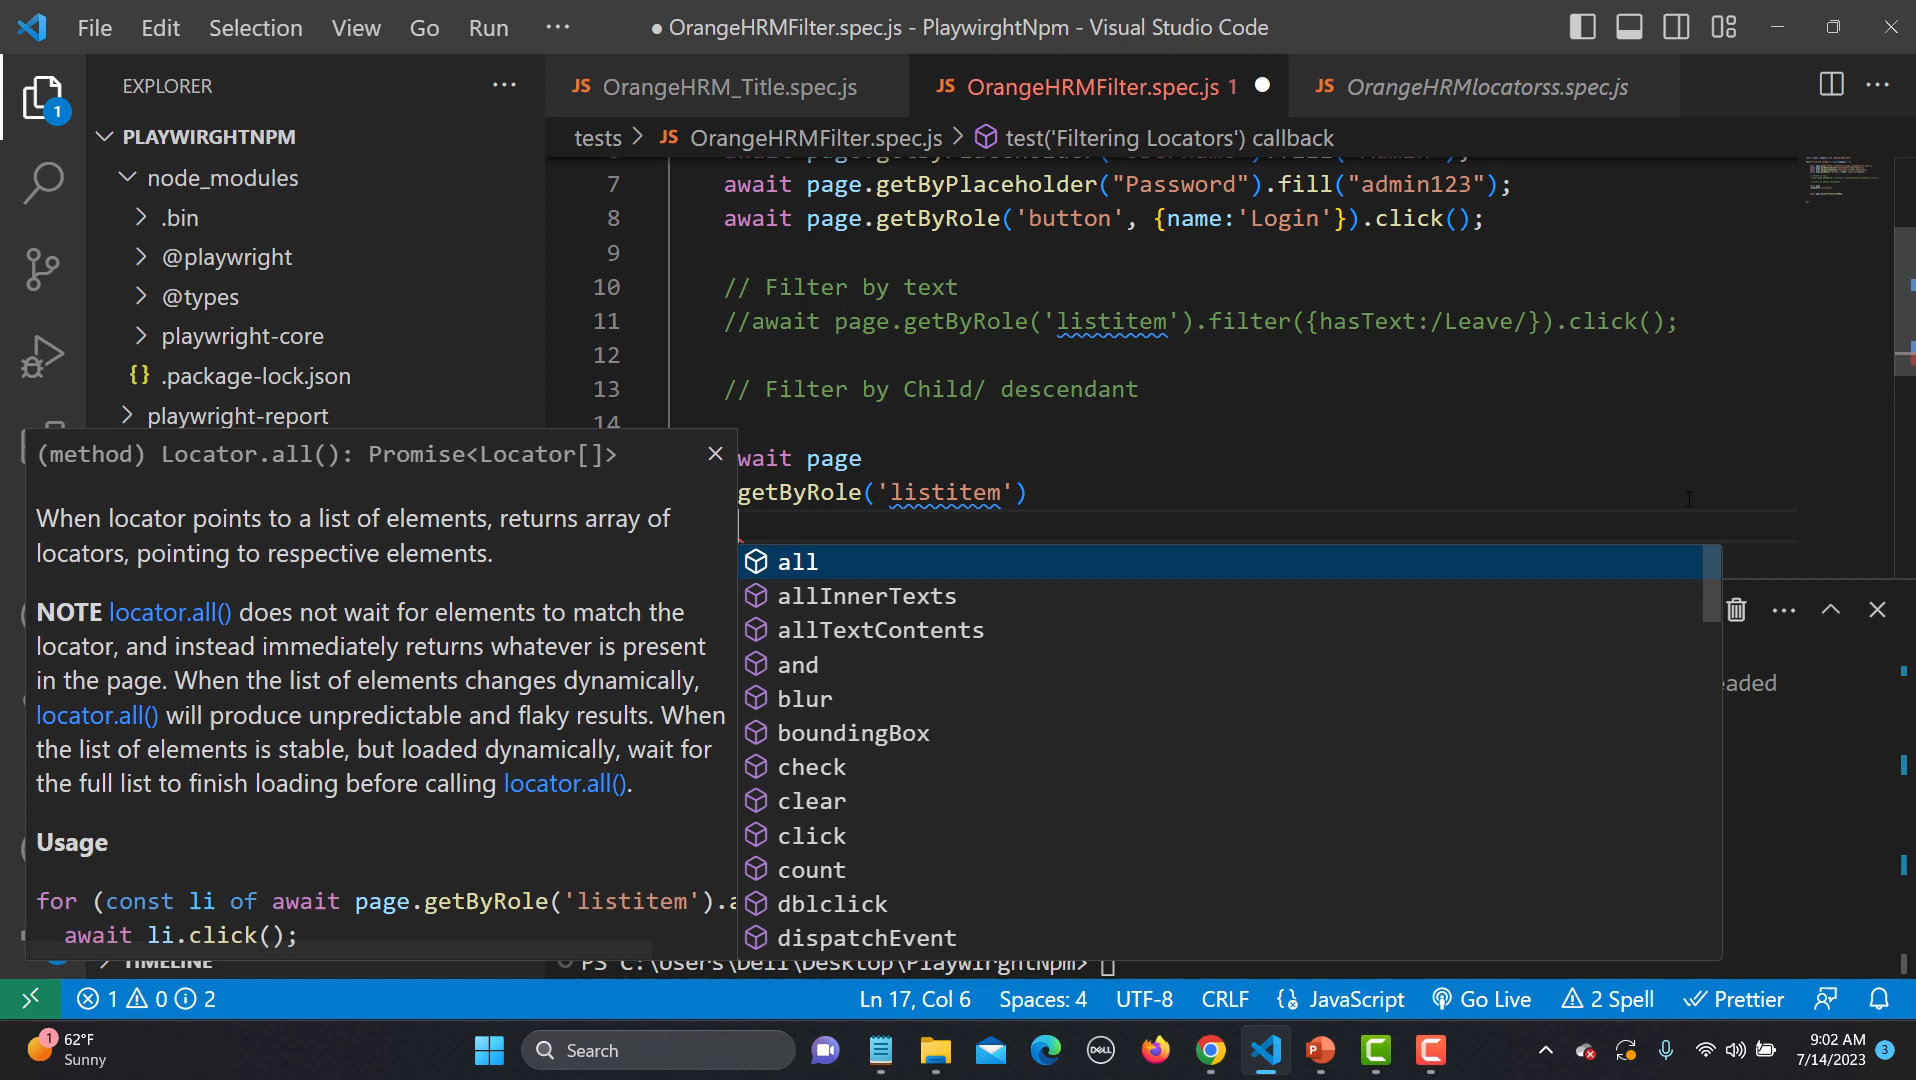 File Edit Selection View Go Run ···
● OrangeHRMFilter.spec.js - PlaywirghtNpm - Visual Studio Code
1
EXPLORER ···
PLAYWIRGHTNPM
node_modules
.bin
@playwright
@types
playwright-core
{} .package-lock.json
playwright-report
JS OrangeHRM_Title.spec.js
JS OrangeHRMFilter.spec.js 1
JS OrangeHRMlocatorss.spec.js
tests > JS OrangeHRMFilter.spec.js > test('Filtering Locators') callback
7 await page.getByPlaceholder("Password").fill("admin123");
8 await page.getByRole('button', {name:'Login'}).click();
9
10 // Filter by text
11 //await page.getByRole('listitem').filter({hasText:/Leave/}).click();
12
13 // Filter by Child/ descendant
14
wait page
getByRole('listitem')
(method) Locator.all(): Promise<Locator[]>
When locator points to a list of elements, returns array of
locators, pointing to respective elements.
NOTE locator.all() does not wait for elements to match the
locator, and instead immediately returns whatever is present
in the page. When the list of elements changes dynamically,
locator.all() will produce unpredictable and flaky results. When
the list of elements is stable, but loaded dynamically, wait for
the full list to finish loading before calling locator.all().
Usage
for (const li of await page.getByRole('listitem').a
await li.click();
all
allInnerTexts
allTextContents
and
blur
boundingBox
check
clear
click
count
dblclick
dispatchEvent
eaded
TIMELINE
PS C:\Users\Dell\Desktop\PlaywirghtNpm>
1 0 2
Ln 17, Col 6 Spaces: 4 UTF-8 CRLF {} JavaScript Go Live 2 Spell Prettier
1
62°F
Sunny
Search
DELL
9:02 AM
7/14/2023
3